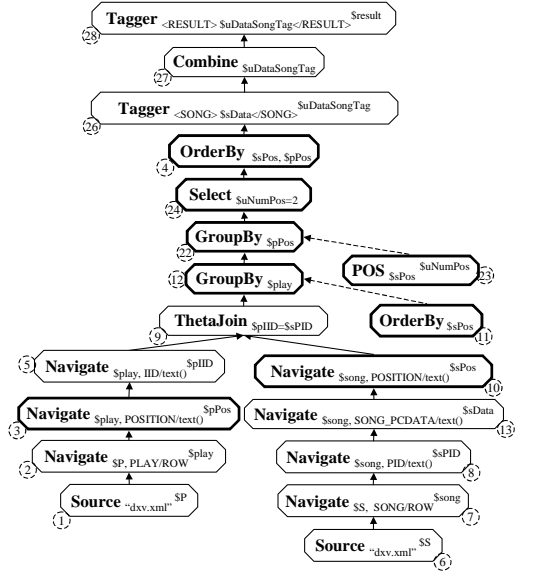 Tagger <RESULT> $uDataSongTag</RESULT> $result
28
Combine $uDataSongTag
27
Tagger <SONG> $sData</SONG> $uDataSongTag
26
OrderBy $sPos, $pPos
4
Select $uNumPos=2
24
GroupBy $pPos
22
POS $sPos $uNumPos
23
GroupBy $play
12
OrderBy $sPos
11
ThetaJoin $pIID=$sPID
9
Navigate $play, IID/text() $pIID
5
Navigate $song, POSITION/text() $sPos
10
Navigate $play, POSITION/text() $pPos
3
Navigate $song, SONG_PCDATA/text() $sData
13
Navigate $P, PLAY/ROW $play
2
Navigate $song, PID/text() $sPID
8
Source “dxv.xml” $P
1
Navigate $S, SONG/ROW $song
7
Source “dxv.xml” $S
6